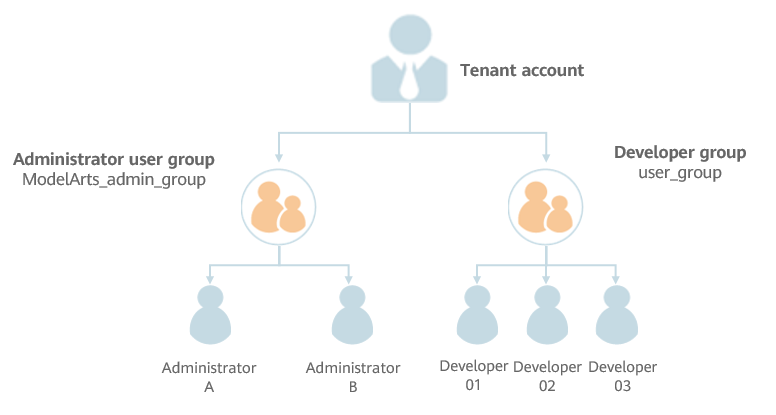 Tenant account
Administrator user group
ModelArts_admin_group
Developer group
user_group
Administrator
A
Administrator
B
Developer
01
Developer
02
Developer
03